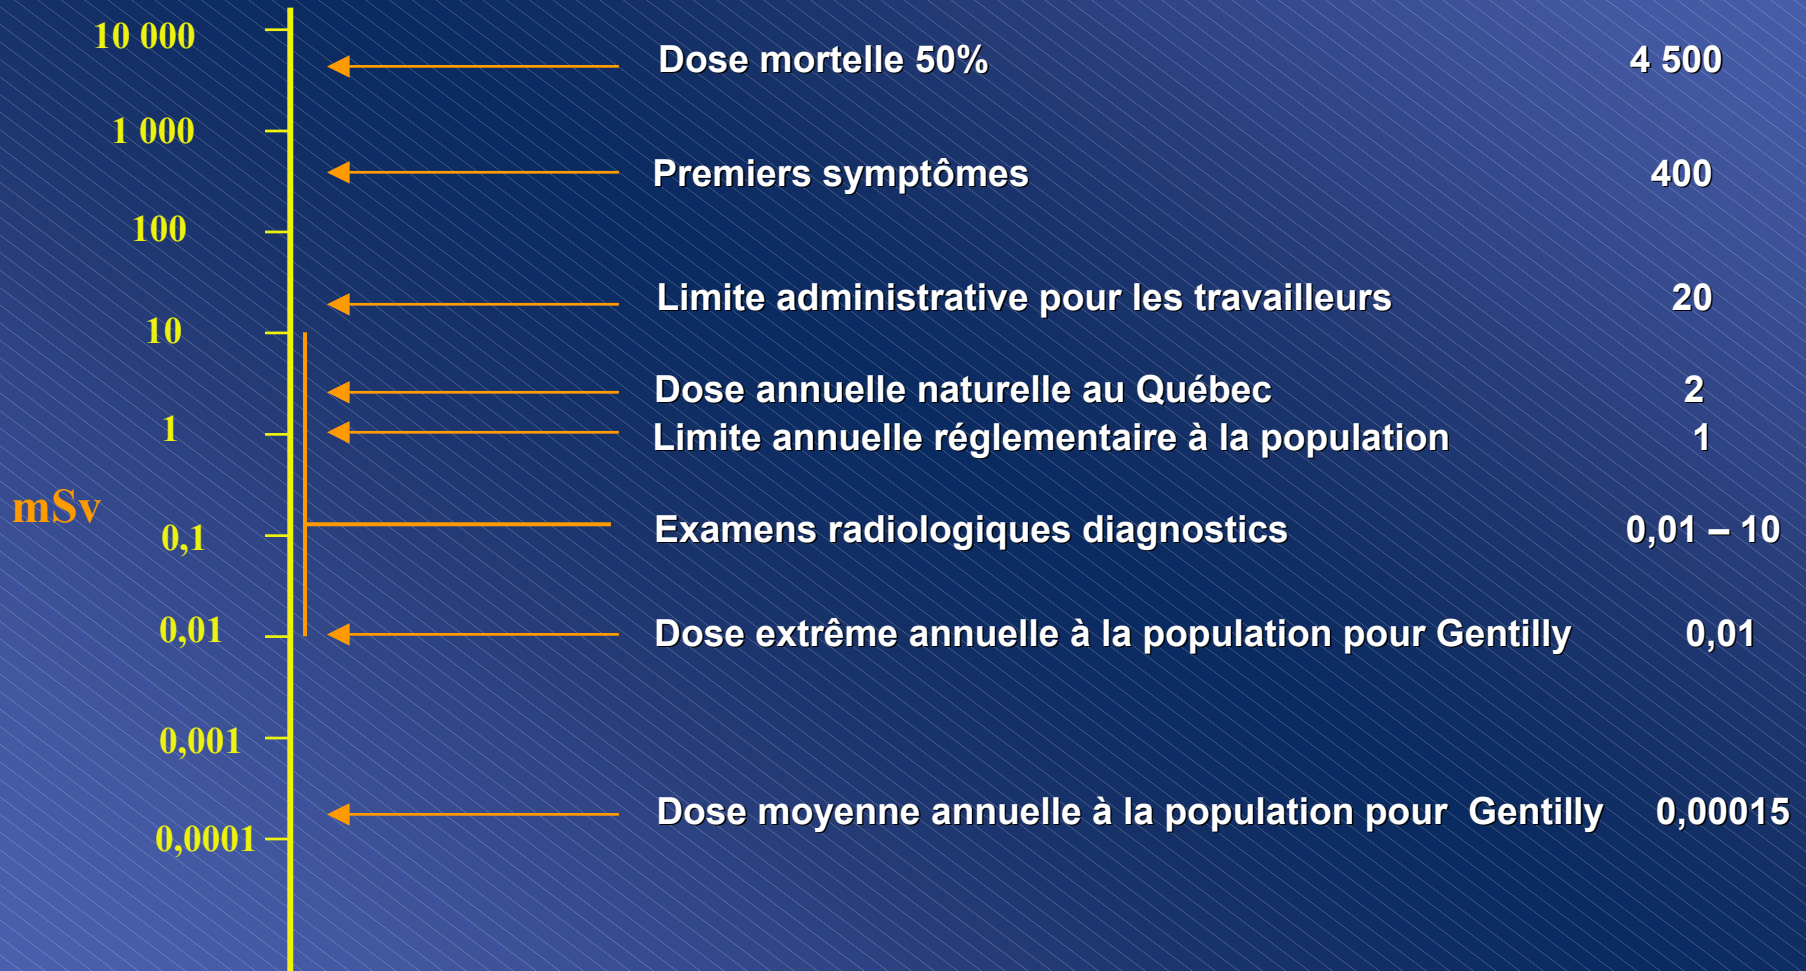 10 000
Dose mortelle 50% 4 500
1 000
Premiers symptômes 400
100
Limite administrative pour les travailleurs 20
10
Dose annuelle naturelle au Québec 2
1
Limite annuelle réglementaire à la population 1
mSv
0,1
Examens radiologiques diagnostics 0,01 – 10
0,01
Dose extrême annuelle à la population pour Gentilly 0,01
0,001
Dose moyenne annuelle à la population pour Gentilly 0,00015
0,0001